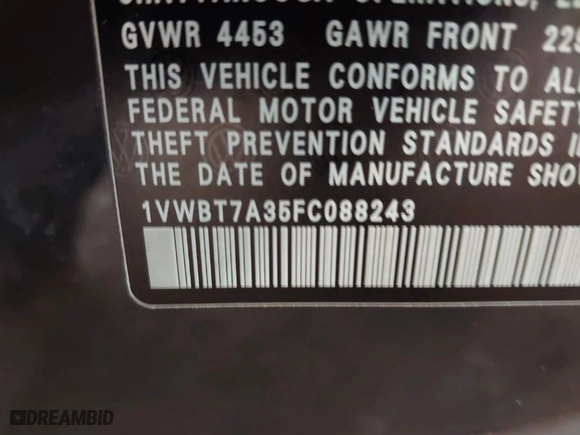 GVWR 4453 GAWR FRONT
THIS VEHICLE CONFORMS TO
FEDERAL MOTOR VEHICLE SAFETY
THEFT PREVENTION STANDARDS
THE DATE OF MANUFACTURE
1VWBT7A35FC088243
DREAMBID